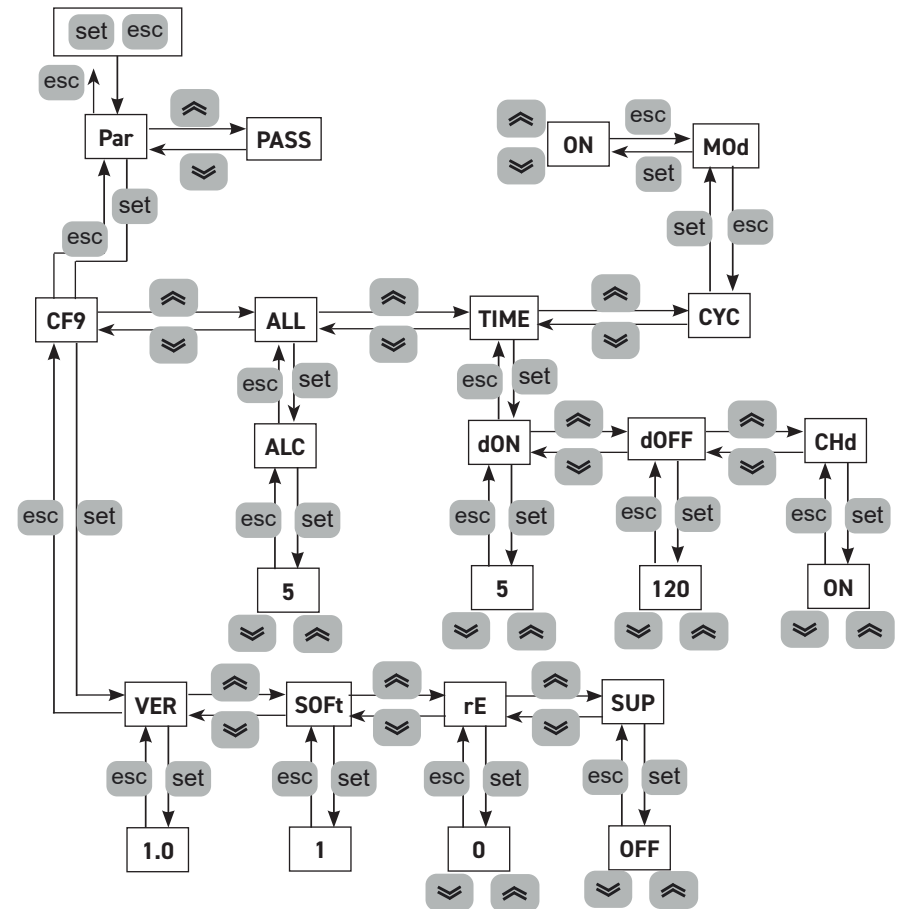 set esc
esc
Par
PASS
set
esc
ON
esc
MOd
set
set
esc
CF9
ALL
TIME
CYC
esc
set
esc
set
ALC
dON
dOFF
CHd
esc
set
esc
set
esc
set
esc
set
esc
set
5
5
120
ON
VER
SOFt
rE
SUP
esc
set
esc
set
esc
set
esc
set
1.0
1
0
OFF